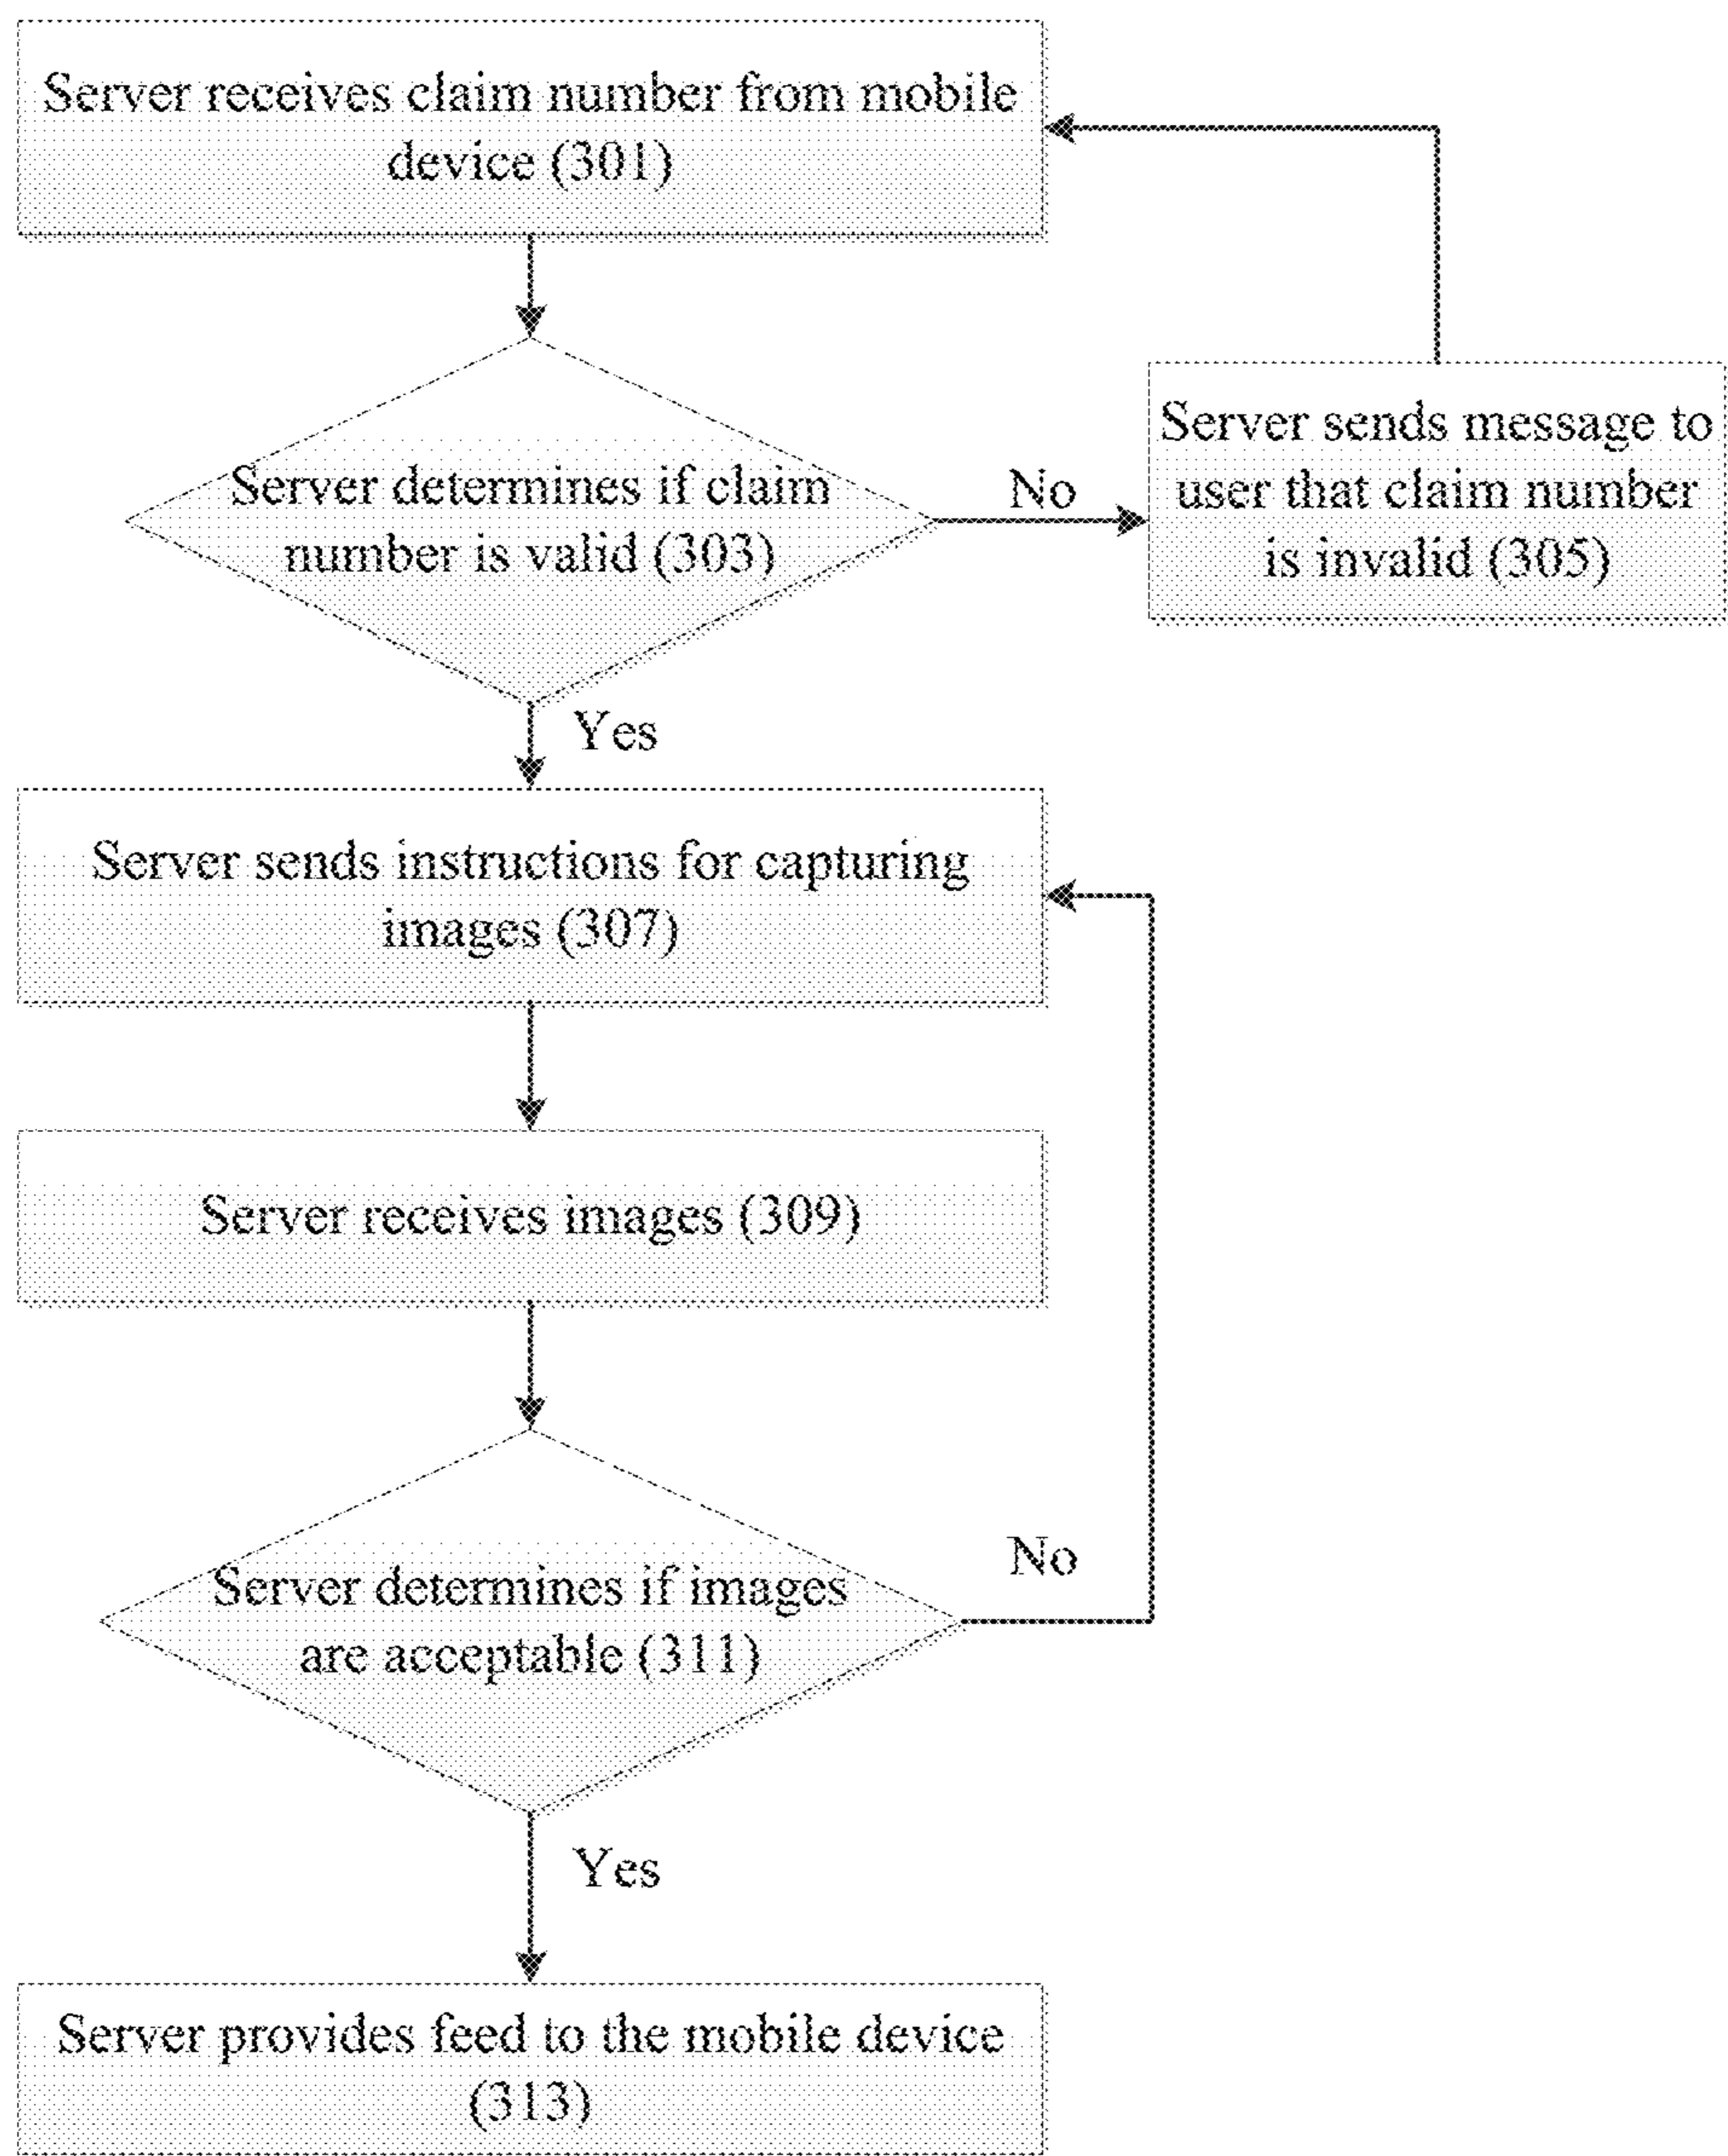 Server receives claim number from mobile
device (301)
Server determines if claim
number is valid (303)
No
Server sends message to
user that claim number
is invalid (305)
Yes
Server sends instructions for capturing
images (307)
Server receives images (309)
Server determines if images
are acceptable (311)
No
Yes
Server provides feed to the mobile device
(313)